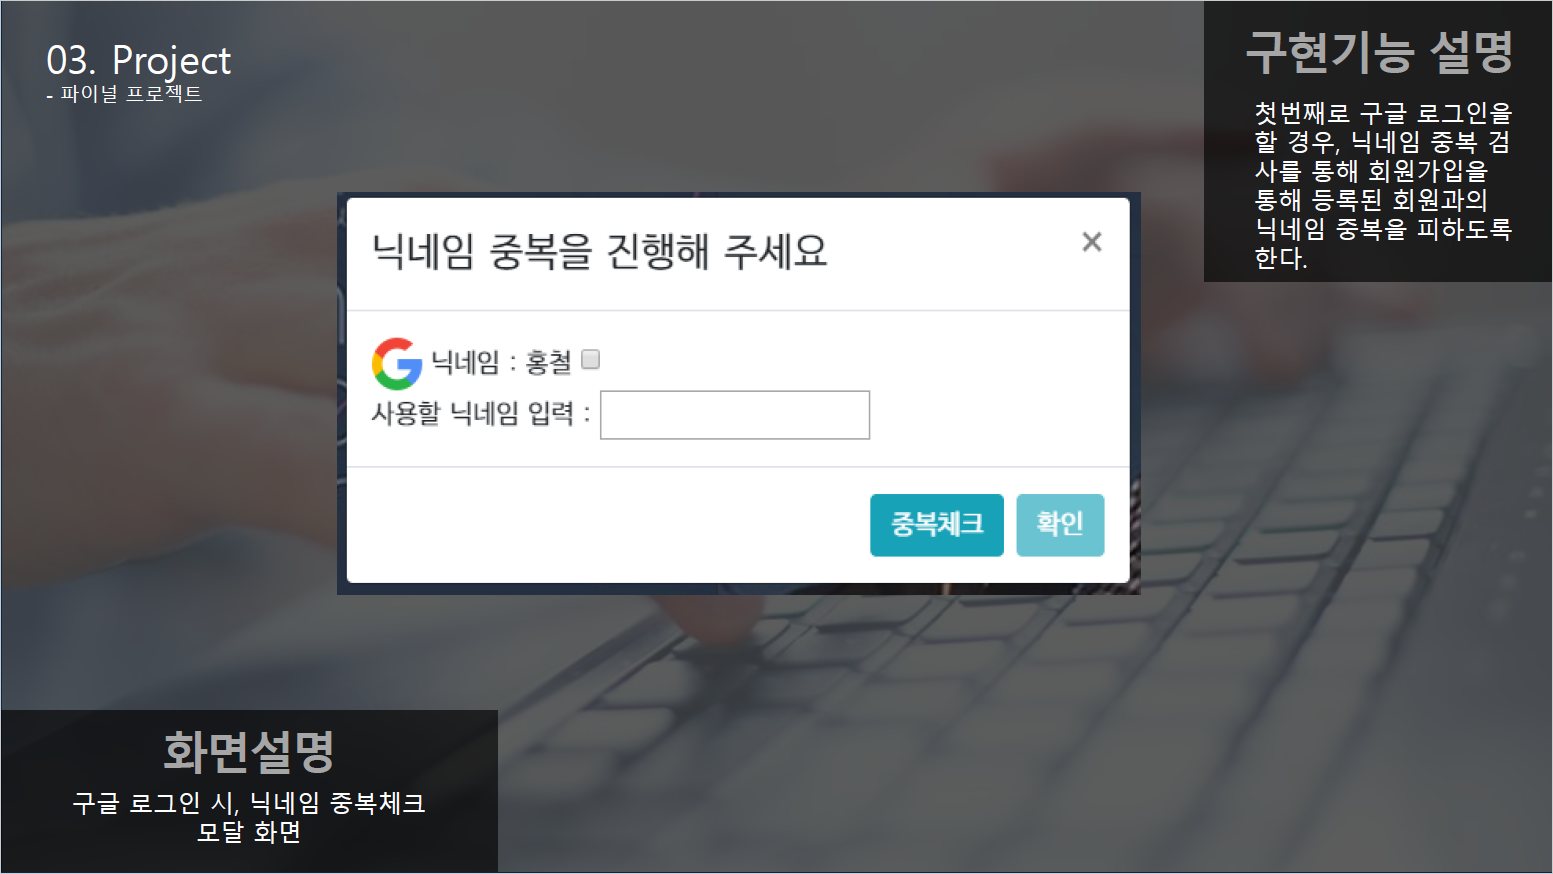 03. Project
- 파이널 프로젝트
구현기능 설명
첫번째로 구글 로그인을
할 경우, 닉네임 중복 검
사를 통해 회원가입을
통해 등록된 회원과의
닉네임 중복을 피하도록
한다.
닉네임 중복을 진행해 주세요
×
닉네임 : 홍철
사용할 닉네임 입력 :
중복체크
확인
화면설명
구글 로그인 시, 닉네임 중복체크
모달 화면